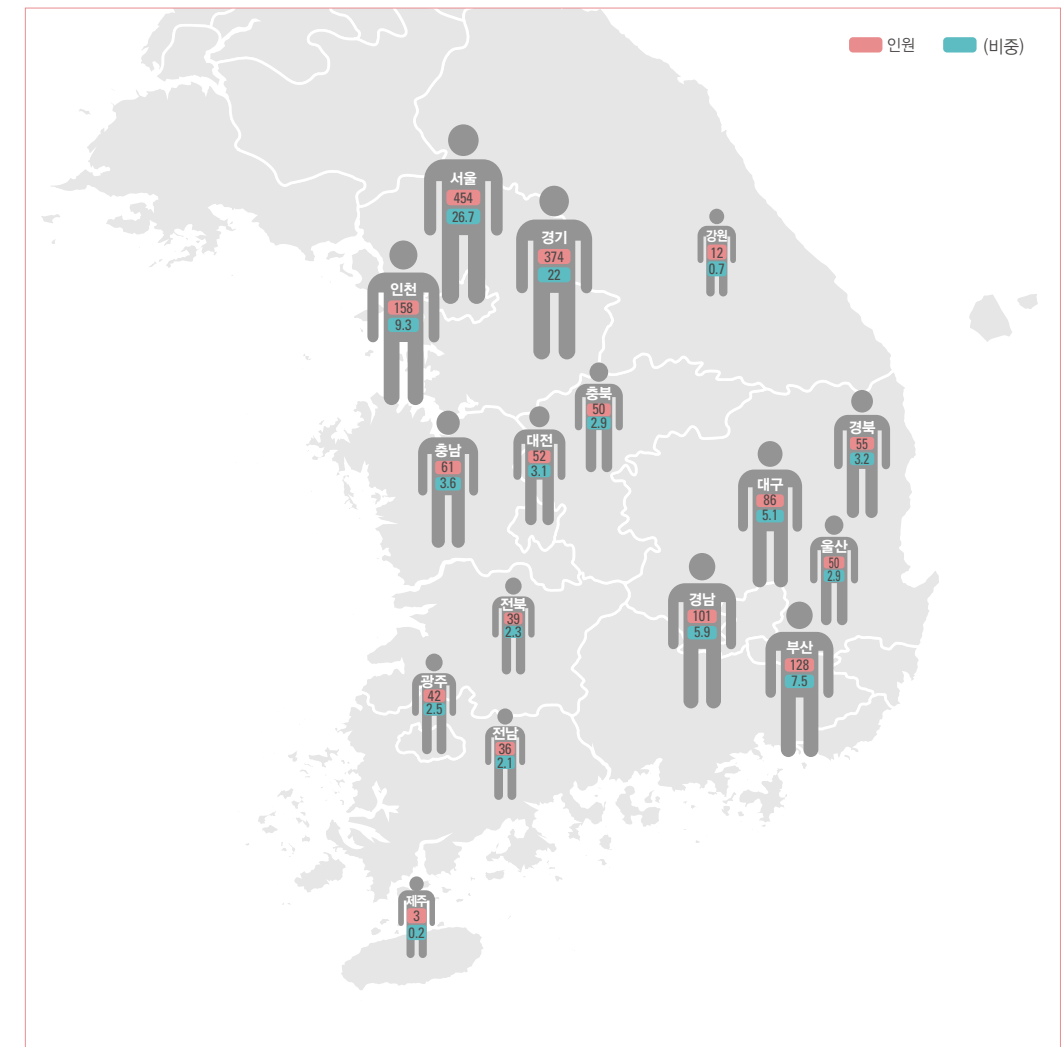 인원
(비중)
서울
454
26.7
경기
374
22
강원
12
0.7
인천
158
9.3
충북
50
2.9
대전
52
3.1
충남
61
3.6
경북
55
3.2
대구
86
5.1
울산
50
2.9
전북
39
2.3
경남
101
5.9
부산
128
7.5
광주
42
2.5
전남
36
2.1
제주
3
0.2